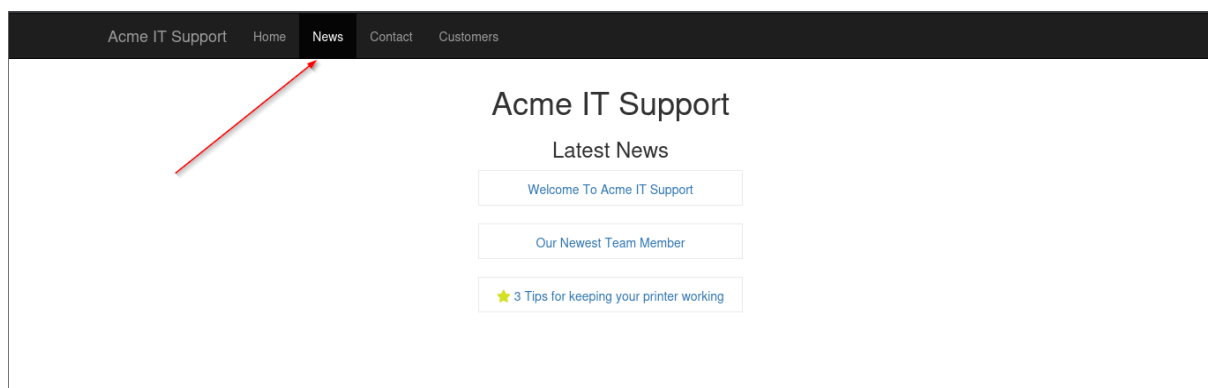 Acme IT Support Home News Contact Customers
Acme IT Support
Latest News
Welcome To Acme IT Support
Our Newest Team Member
3 Tips for keeping your printer working